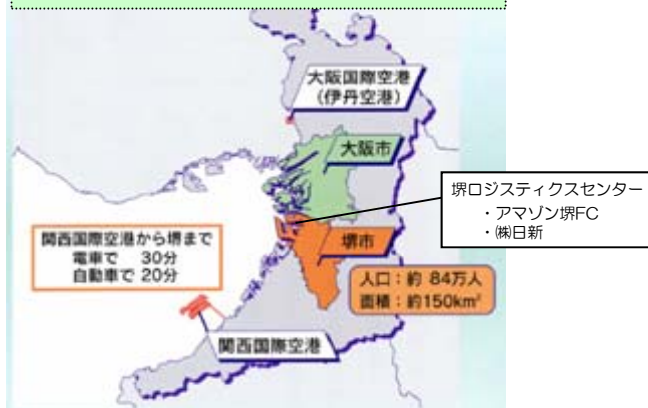 大阪国際空港
（伊丹空港）
大阪市
堺ロジスティクスセンター
・アマゾン堺FC
・㈱日新
関西国際空港から堺まで
電車で　30分
自動車で 20分
堺市
人口：約 84万人
面積：約150km²
関西国際空港